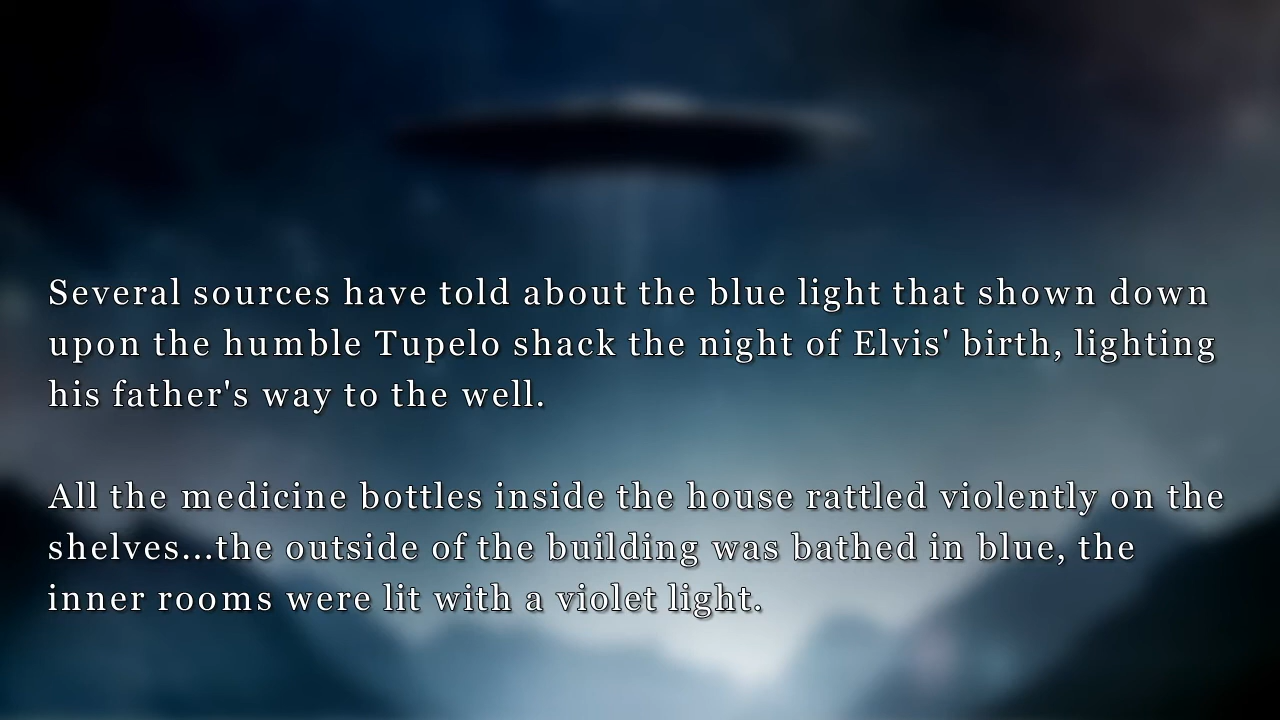 Several sources have told about the blue light that shown down
upon the humble Tupelo shack the night of Elvis' birth, lighting
his father's way to the well.
All the medicine bottles inside the house rattled violently on the
shelves...the outside of the building was bathed in blue, the
inner rooms were lit with a violet light.